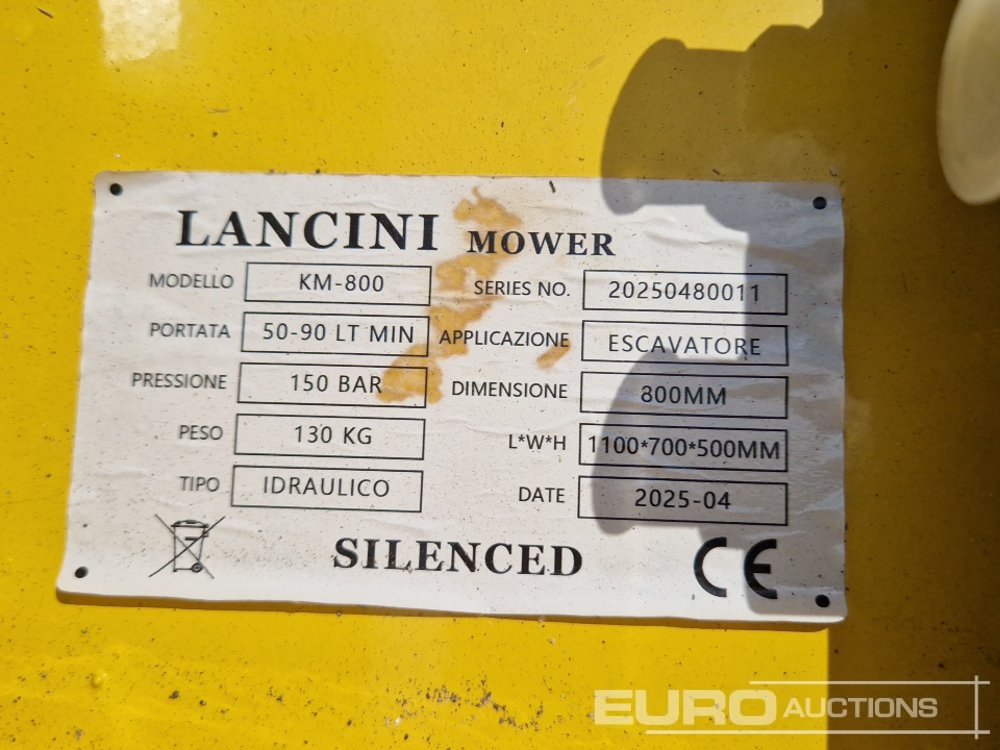 LANCINI MOWER
MODELLO KM-800 SERIES NO. 20250480011
PORTATA 50-90 LT MIN APPLICAZIONE ESCAVATORE
PRESSIONE 150 BAR DIMENSIONE 800MM
PESO 130 KG L*W*H 1100*700*500MM
TIPO IDRAULICO DATE 2025-04
SILENCED CE
EURO AUCTIONS